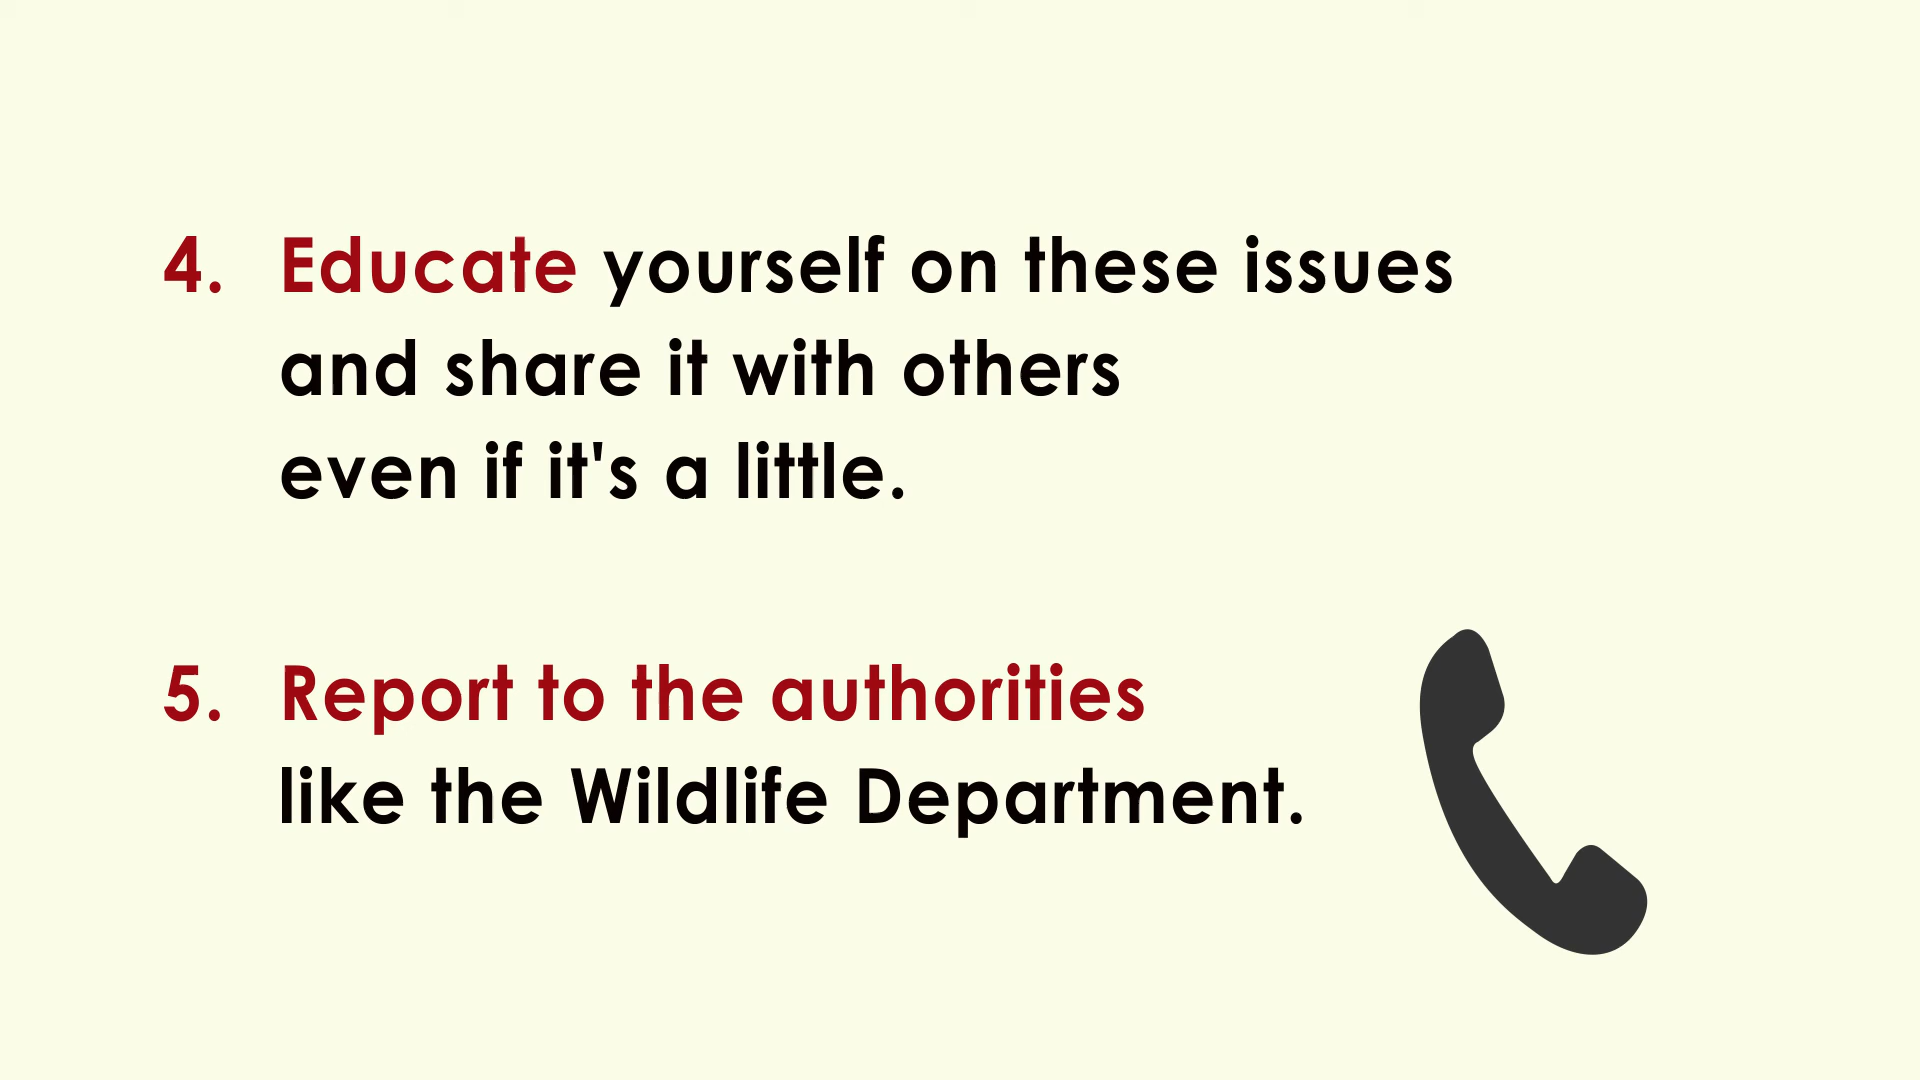 4. Educate yourself on these issues
and share it with others
even if it's a little.
5. Report to the authorities
like the Wildlife Department.